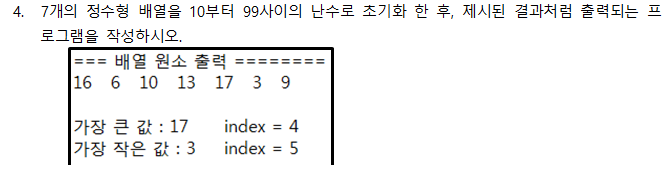 4. 7개의 정수형 배열을 10부터 99사이의 난수로 초기화 한 후, 제시된 결과처럼 출력되는 프
로그램을 작성하시오.
=== 배열 원소 출력 ========
16 6 10 13 17 3 9
가장 큰 값 : 17 index = 4
가장 작은 값 : 3 index = 5